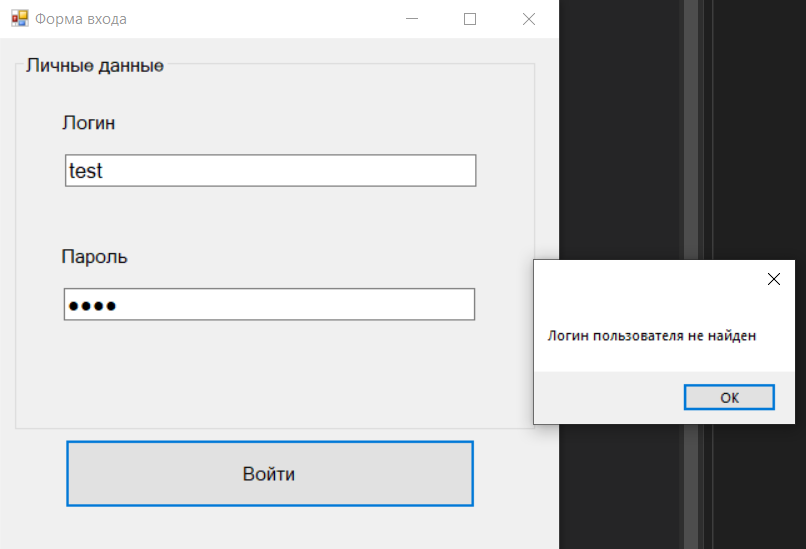 Форма входа
Личные данные
Логин
test
Пароль
Логин пользователя не найден
OK
Войти